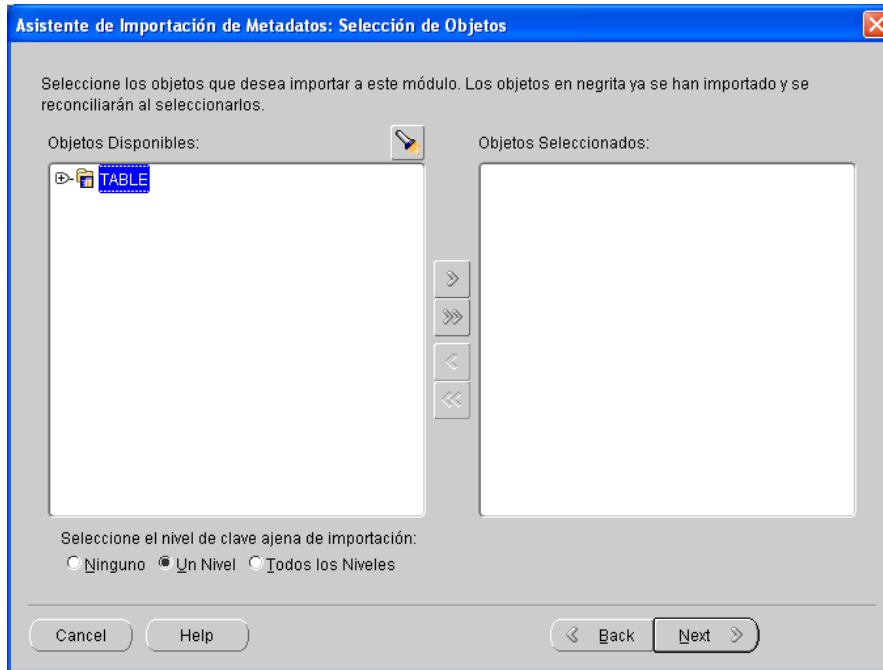 Asistente de Importación de Metadatos: Selección de Objetos
Seleccione los objetos que desea importar a este módulo. Los objetos en negrita ya se han importado y se
reconciliarán al seleccionarlos.
Objetos Disponibles:
Objetos Seleccionados:
TABLE
Seleccione el nivel de clave ajena de importación:
Ninguno Un Nivel Todos los Niveles
Cancel Help Back Next